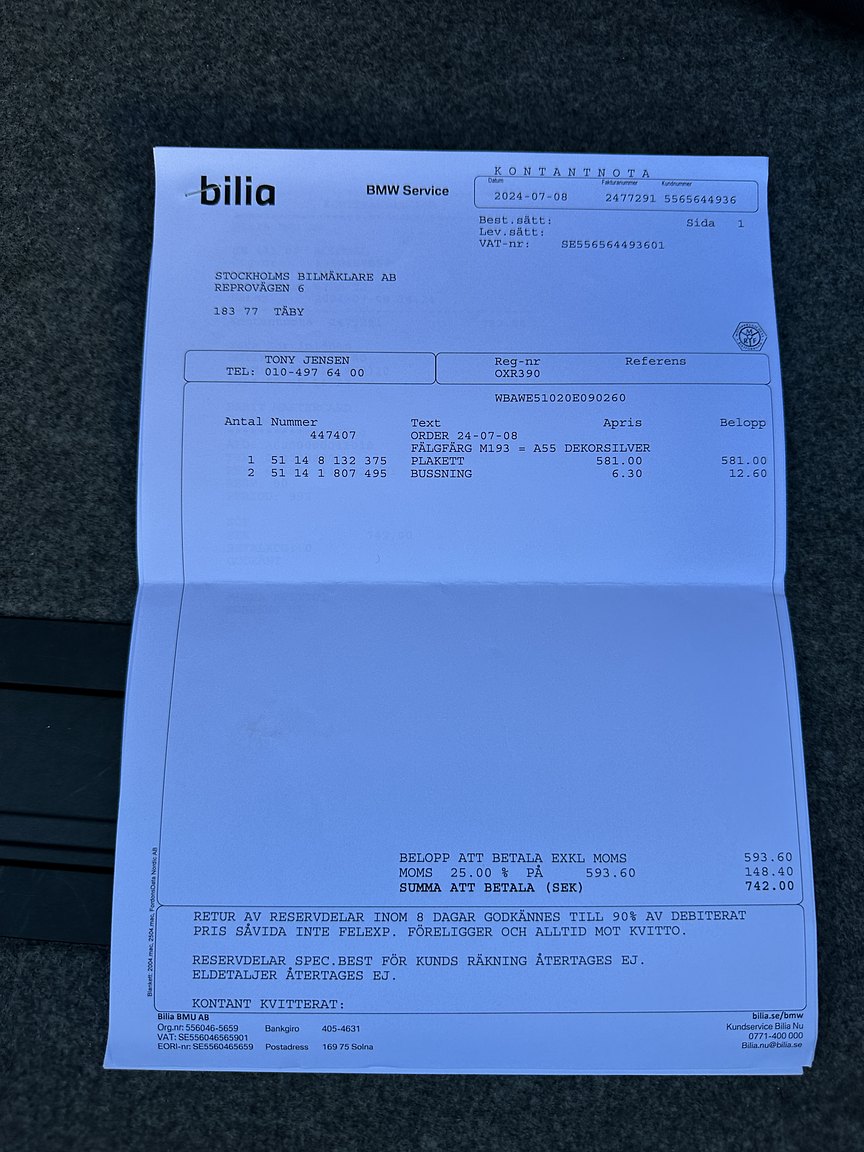 bilia
BMW Service
KONTANTNOTA
Datum Fakturanummer Kundnummer
2024-07-08 2477291 5565644936
Best.sätt: Sida 1
Lev.sätt:
VAT-nr: SE556564493601
STOCKHOLMS BILMÄKLARE AB
REPROVÄGEN 6
183 77 TÄBY
TONY JENSEN
TEL: 010-497 64 00
Reg-nr Referens
OXR390
WBAWE51020E090260
Antal Nummer Text Apris Belopp
447407 ORDER 24-07-08
FÄLGFÄRG M193 = A55 DEKORSILVER
1 51 14 8 132 375 PLAKETT 581.00 581.00
2 51 14 1 807 495 BUSSNING 6.30 12.60
BELOPP ATT BETALA EXKL MOMS 593.60
MOMS 25.00 % PÅ 593.60 148.40
SUMMA ATT BETALA (SEK) 742.00
RETUR AV RESERVDELAR INOM 8 DAGAR GODKÄNNES TILL 90% AV DEBITERAT
PRIS SÅVIDA INTE FELEXP. FÖRELIGGER OCH ALLTID MOT KVITTO.
RESERVDELAR SPEC.BEST FÖR KUNDS RÄKNING ÅTERTAGES EJ.
ELDETALJER ÅTERTAGES EJ.
KONTANT KVITTERAT:
Blankett: 2004.mac, 2504.mac, FordonsData Nordic AB
Bilia BMU AB
Org.nr: 556046-5659 Bankgiro 405-4631
VAT: SE556046565901
EORI-nr: SE5560465659 Postadress 169 75 Solna
bilia.se/bmw
Kundservice Bilia Nu
0771-400 000
Bilia.nu@bilia.se